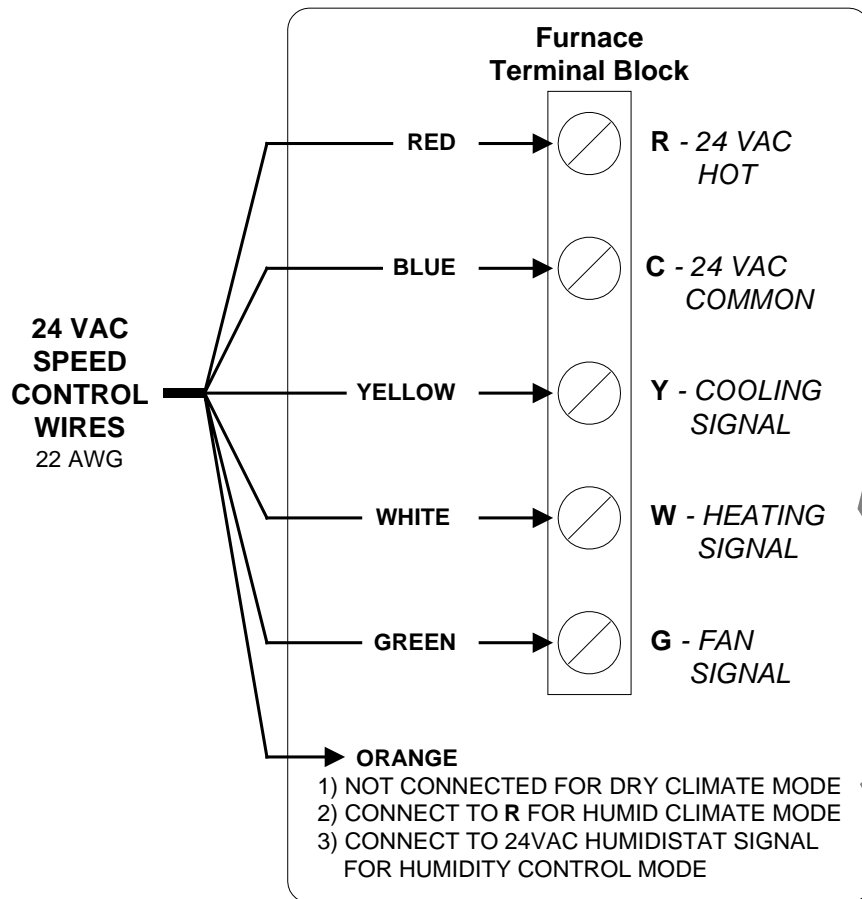 Furnace
Terminal Block
RED
R - 24 VAC
HOT
BLUE
C - 24 VAC
COMMON
24 VAC
SPEED
CONTROL
WIRES
22 AWG
YELLOW
Y - COOLING
SIGNAL
WHITE
W - HEATING
SIGNAL
GREEN
G - FAN
SIGNAL
ORANGE
1) NOT CONNECTED FOR DRY CLIMATE MODE
2) CONNECT TO R FOR HUMID CLIMATE MODE
3) CONNECT TO 24VAC HUMIDISTAT SIGNAL
FOR HUMIDITY CONTROL MODE